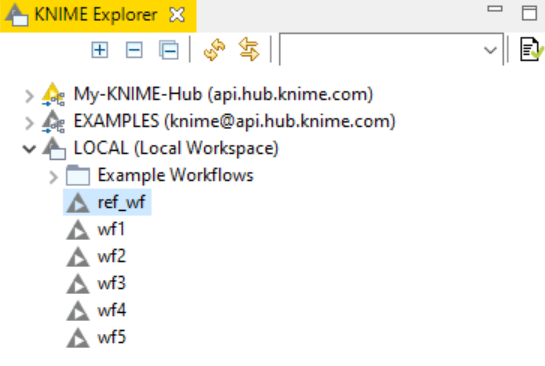 KNIME Explorer
My-KNIME-Hub (api.hub.knime.com)
EXAMPLES (knime@api.hub.knime.com)
LOCAL (Local Workspace)
Example Workflows
ref_wf
wf1
wf2
wf3
wf4
wf5